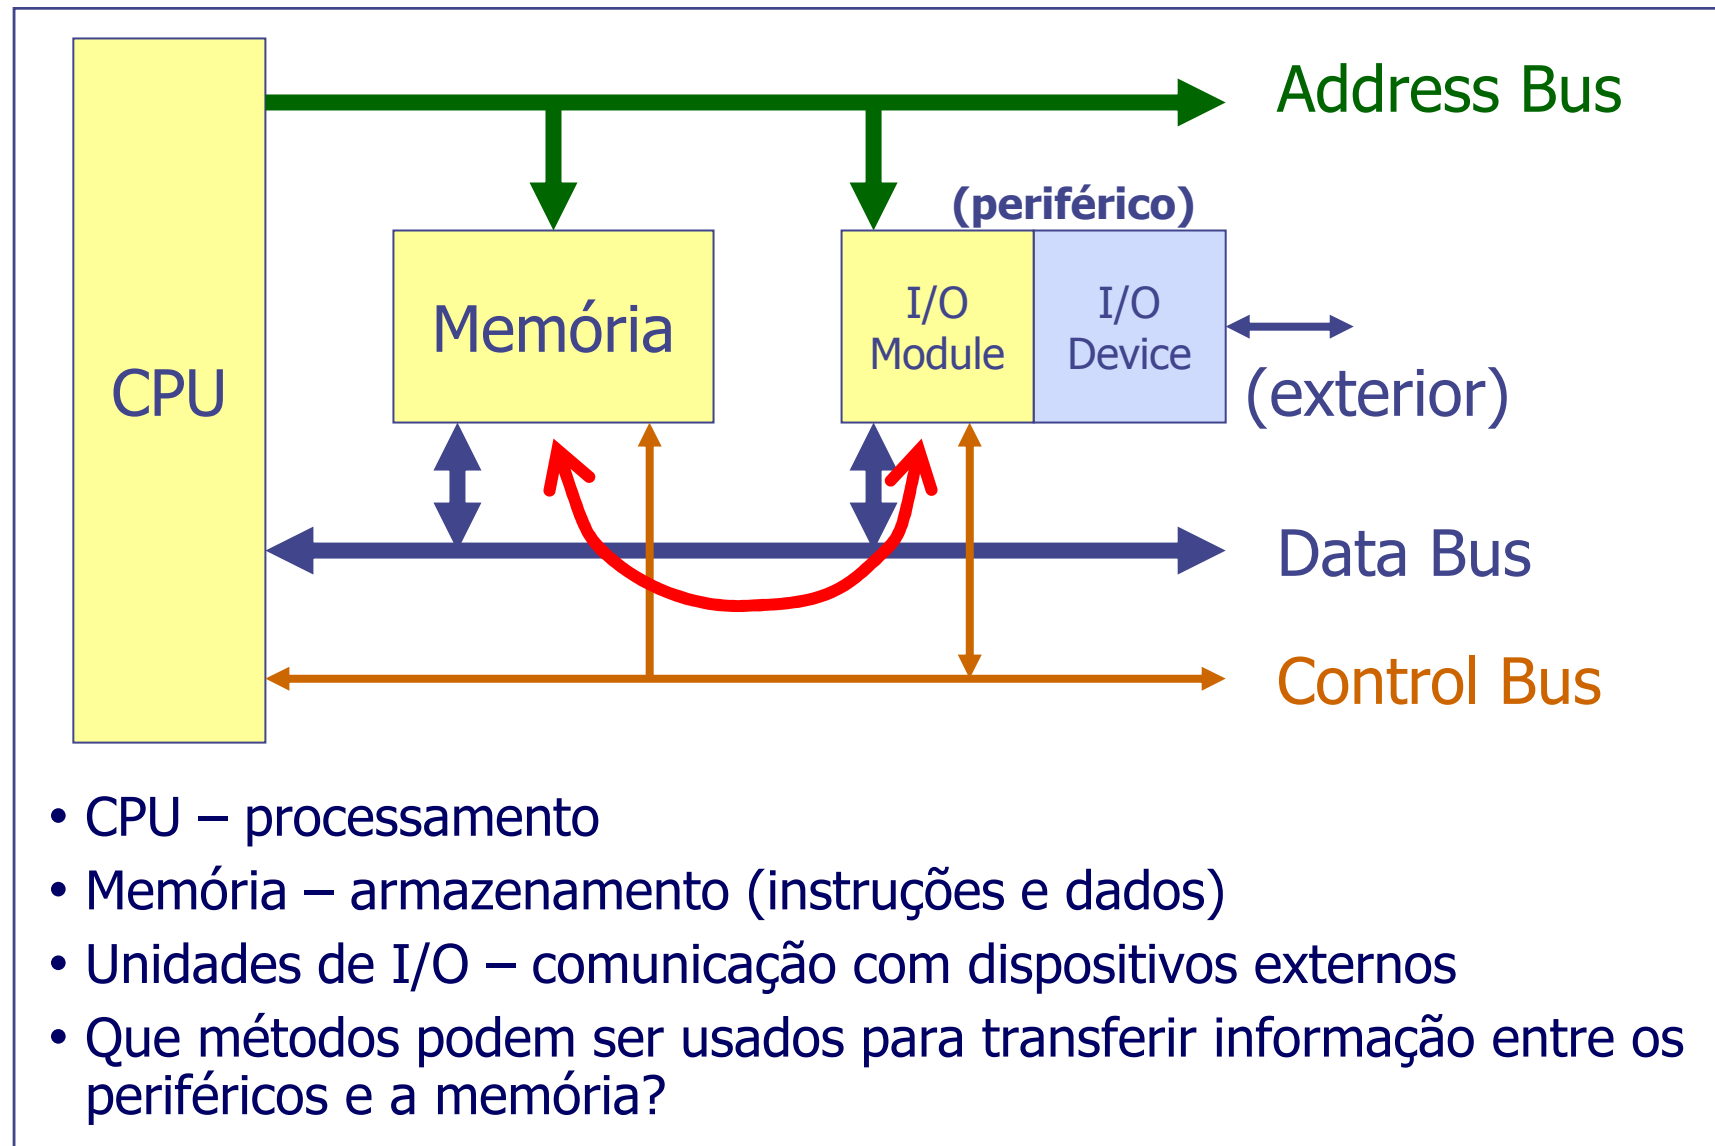 Address Bus
(periférico)
CPU
Memória
I/O
Module
I/O
Device
(exterior)
Data Bus
Control Bus
• CPU – processamento
• Memória – armazenamento (instruções e dados)
• Unidades de I/O – comunicação com dispositivos externos
• Que métodos podem ser usados para transferir informação entre os
periféricos e a memória?